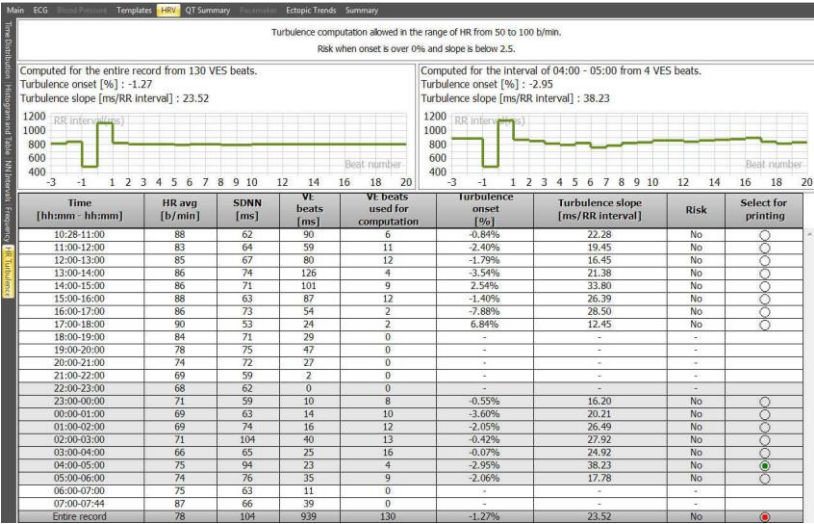 Main ECG Blood Pressure Templates HRV QT Summary Pacemaker Ectopic Trends Summary
Time Distribution Histogram and Table NN Intervals Frequency HR Turbulence
Turbulence computation allowed in the range of HR from 50 to 100 b/min.
Risk when onset is over 0% and slope is below 2.5.
Computed for the entire record from 130 VES beats.
Turbulence onset [%] : -1.27
Turbulence slope [ms/RR interval] : 23.52
RR interval(ms)
1200
1000
800
600
400
Beat number
-3 -1 1 2 3 4 5 6 7 8 9 10 12 14 16 18 20
Computed for the interval of 04:00 - 05:00 from 4 VES beats.
Turbulence onset [%] : -2.95
Turbulence slope [ms/RR interval] : 38.23
RR interval(ms)
1200
1000
800
600
400
Beat number
-3 -1 1 2 3 4 5 6 7 8 9 10 12 14 16 18 20
Time [hh:mm - hh:mm] HR avg [b/min] SDNN [ms] VE beats [ms] VE beats used for computation Turbulence onset [%] Turbulence slope [ms/RR interval] Risk Select for printing
10:28-11:00 88 62 90 6 -0.84% 22.28 No
11:00-12:00 83 64 59 11 -2.40% 19.45 No
12:00-13:00 85 67 80 12 -1.79% 16.45 No
13:00-14:00 86 74 126 4 -3.54% 21.38 No
14:00-15:00 86 71 101 9 2.54% 33.80 No
15:00-16:00 88 63 87 12 -1.40% 26.39 No
16:00-17:00 86 73 54 2 -7.88% 28.50 No
17:00-18:00 90 53 24 2 6.84% 12.45 No
18:00-19:00 84 71 29 0 - - -
19:00-20:00 78 75 47 0 - - -
20:00-21:00 74 72 27 0 - - -
21:00-22:00 69 59 2 0 - - -
22:00-23:00 68 62 0 0 - - -
23:00-00:00 71 59 10 8 -0.55% 16.20 No
00:00-01:00 69 63 14 10 -3.60% 20.21 No
01:00-02:00 69 74 16 12 -2.05% 26.49 No
02:00-03:00 71 104 40 13 -0.42% 27.92 No
03:00-04:00 66 65 25 16 -0.07% 24.92 No
04:00-05:00 75 94 23 4 -2.95% 38.23 No
05:00-06:00 74 76 35 9 -2.06% 17.78 No
06:00-07:00 75 63 11 0 - - -
07:00-07:44 87 66 39 0 - - -
Entire record 78 104 939 130 -1.27% 23.52 No